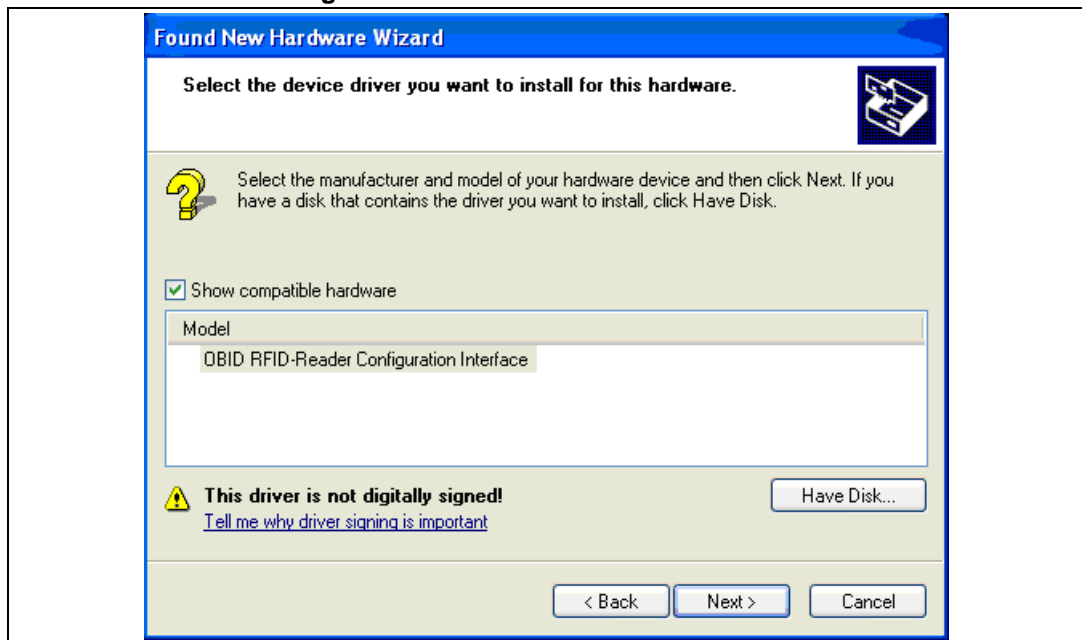 Found New Hardware Wizard
Select the device driver you want to install for this hardware.
Select the manufacturer and model of your hardware device and then click Next. If you
have a disk that contains the driver you want to install, click Have Disk.
Show compatible hardware
Model
OBID RFID-Reader Configuration Interface
This driver is not digitally signed!
Have Disk...
Tell me why driver signing is important
< Back
Next >
Cancel